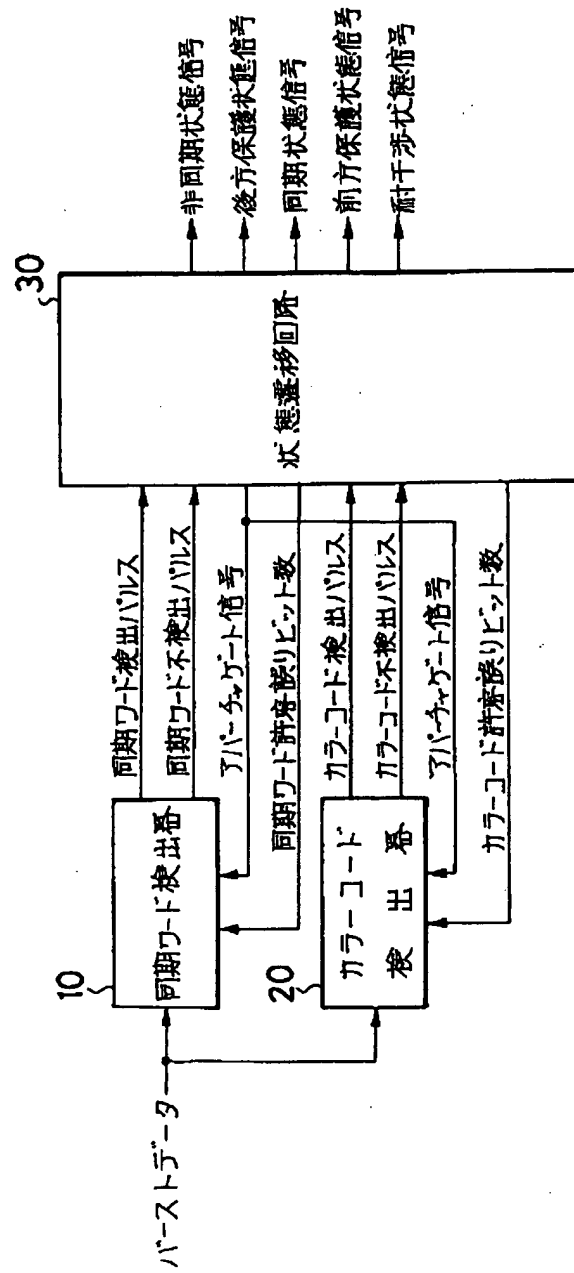 バーストデータ
10
同期ワード検出器
20
カラーコード
検出器
同期ワード検出パルス
同期ワード不検出パルス
アパーチャゲート信号
同期ワード許容誤りビット数
カラーコード検出パルス
カラーコード不検出パルス
アパーチャゲート信号
カラーコード許容誤りビット数
30
状態遷移回路
非同期状態信号
後方保護状態信号
同期状態信号
前方保護状態信号
耐干渉状態信号